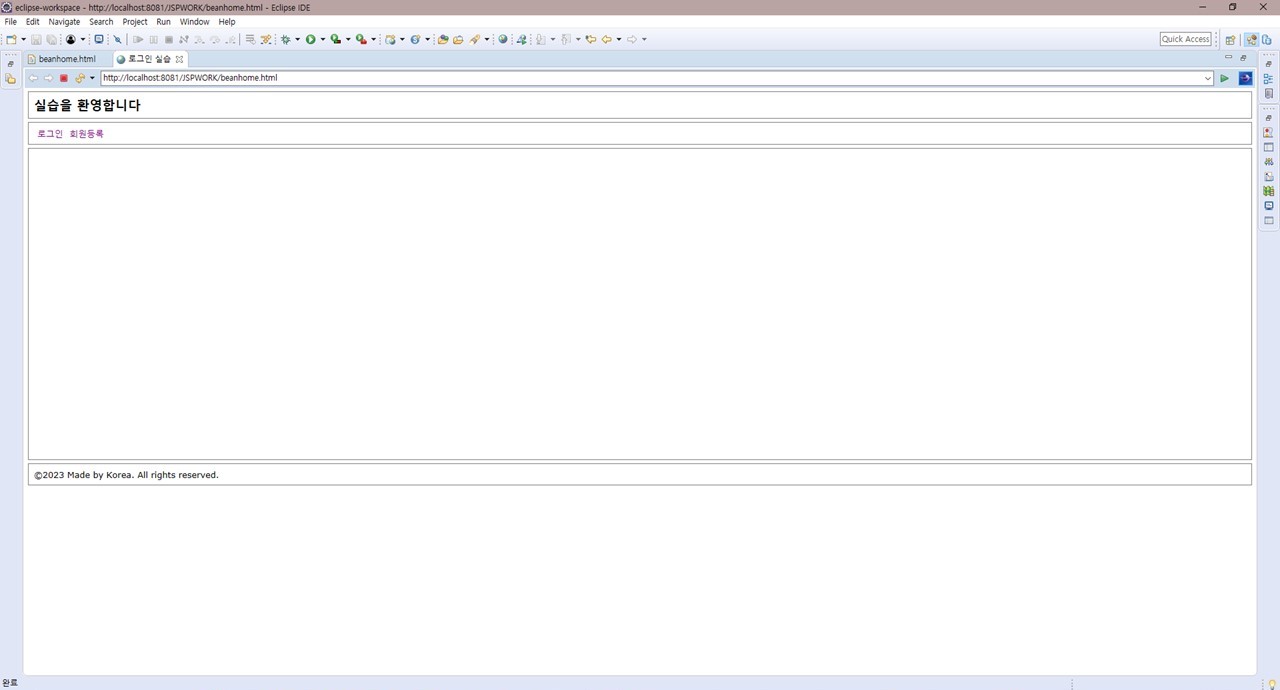 eclipse-workspace - http://localhost:8081/JSPWORK/beanhome.html - Eclipse IDE
File Edit Navigate Search Project Run Window Help
Quick Access
beanhome.html 로그인 실습
http://localhost:8081/JSPWORK/beanhome.html
실습을 환영합니다
로그인 회원등록
©2023 Made by Korea. All rights reserved.
완료